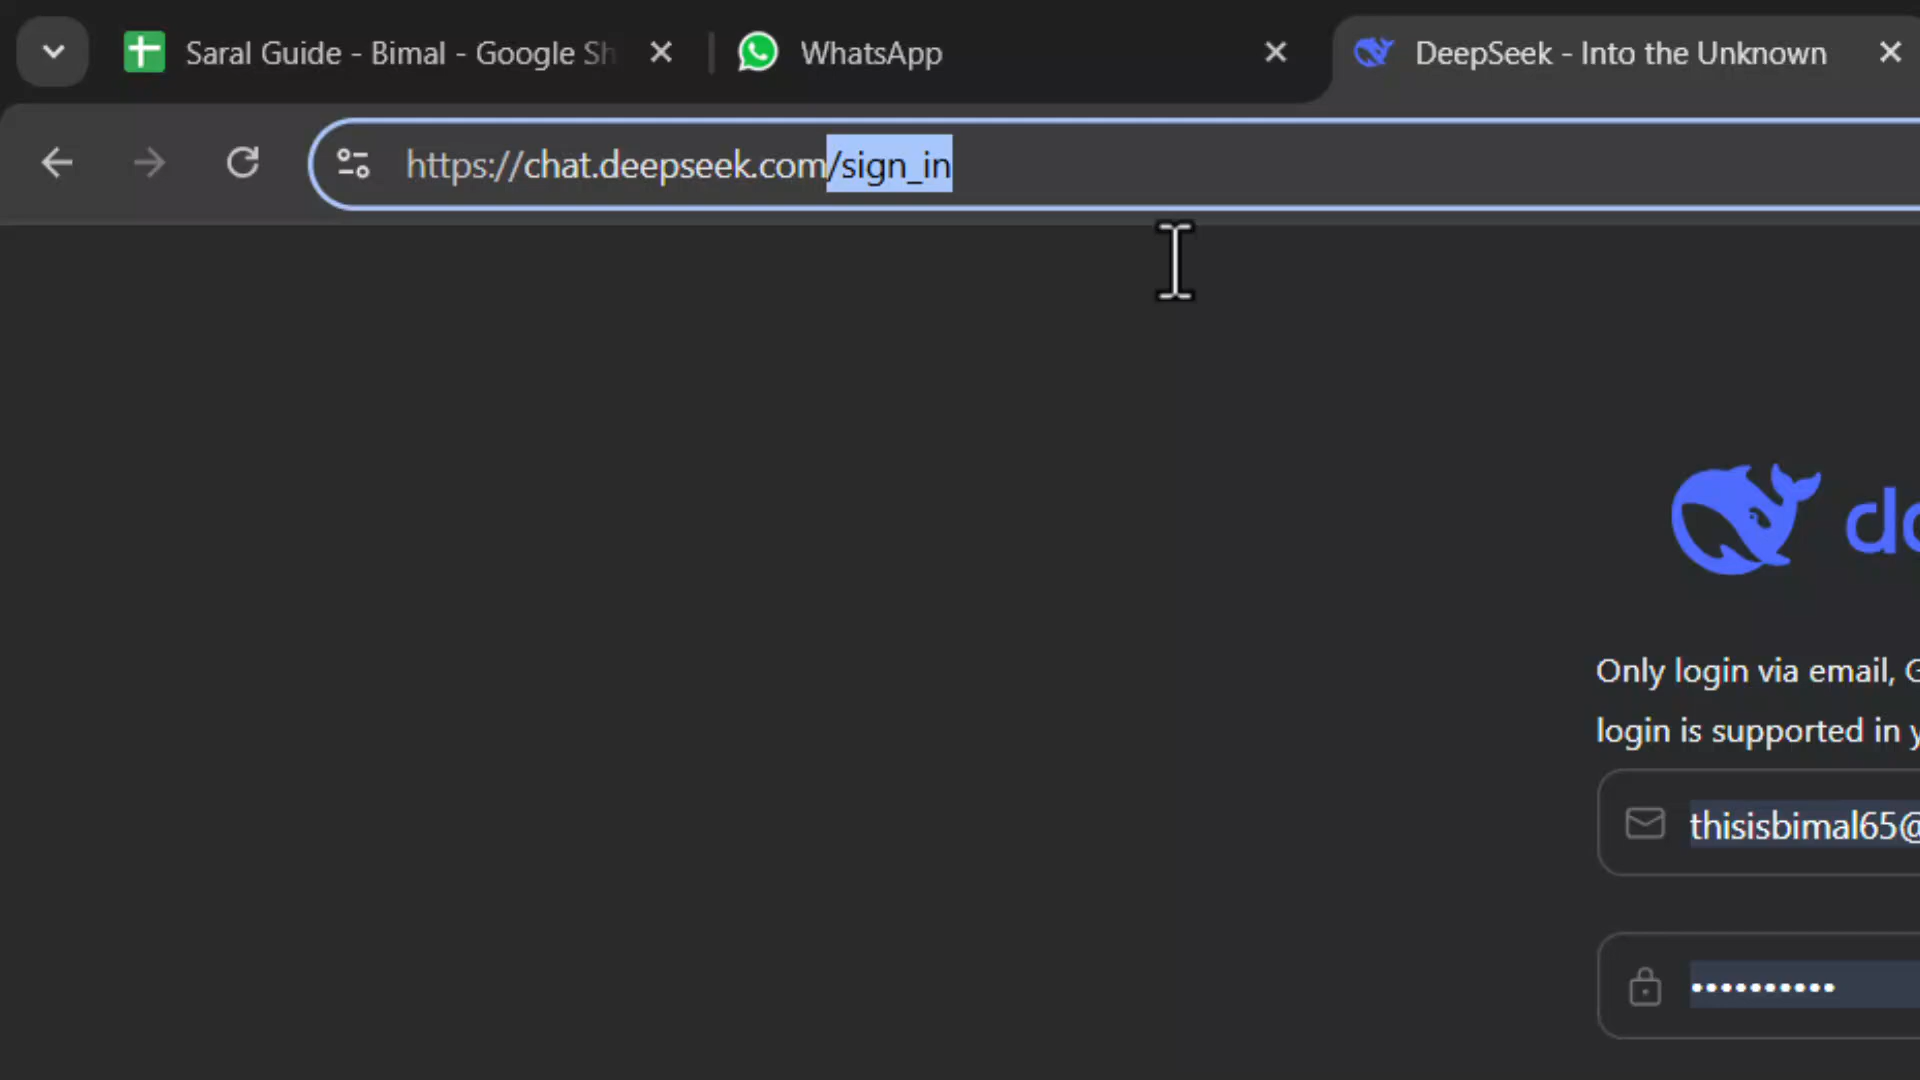 Saral Guide - Bimal - Google Sh
WhatsApp
DeepSeek - Into the Unknown
https://chat.deepseek.com/sign_in
Only login via email, G
login is supported in y
thisisbimal65@
••••••••••